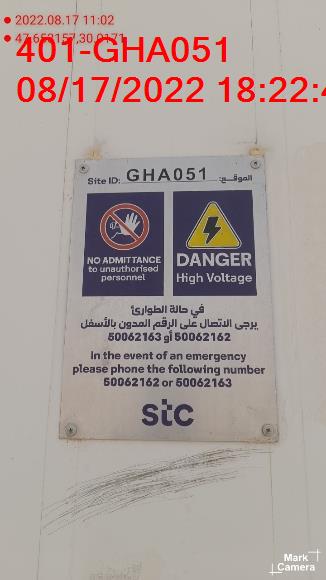 2022.08.17 11:02
401-GHA051
08/17/2022 18:22:
Site ID: GHA051 الموقـــع:
NO ADMITTANCE
to unauthorised
personnel
DANGER
High Voltage
في حالة الطوارئ
يرجى الاتصال على الرقم المدون بالأسفل
50062162 أو 50062163
In the event of an emergency
please phone the following number
50062162 or 50062163
stc
Mark
Camera